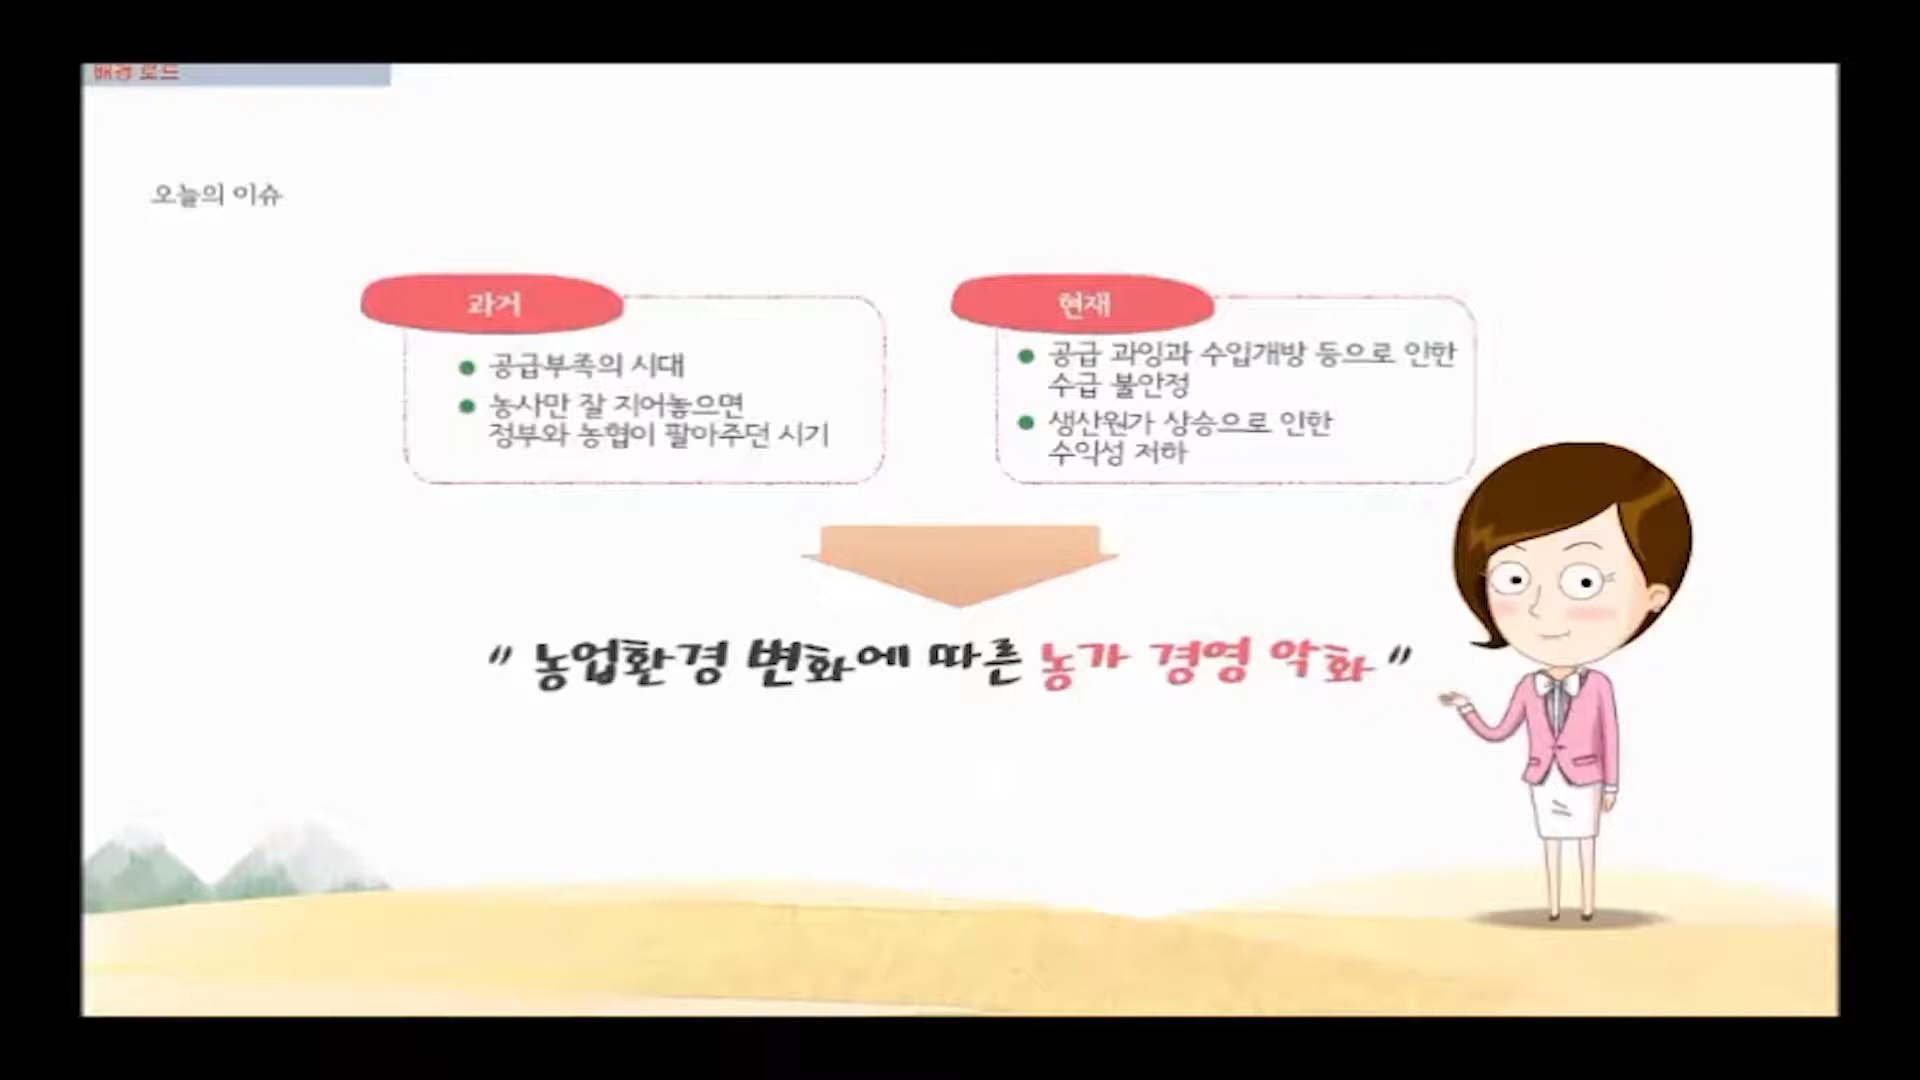 배경 로드
오늘의 이슈
과거
공급부족의 시대
농사만 잘 지어놓으면
정부와 농협이 팔아주던 시기
현재
공급 과잉과 수입개방 등으로 인한
수급 불안정
생산원가 상승으로 인한
수익성 저하
" 농업환경 변화에 따른 농가 경영 악화 "